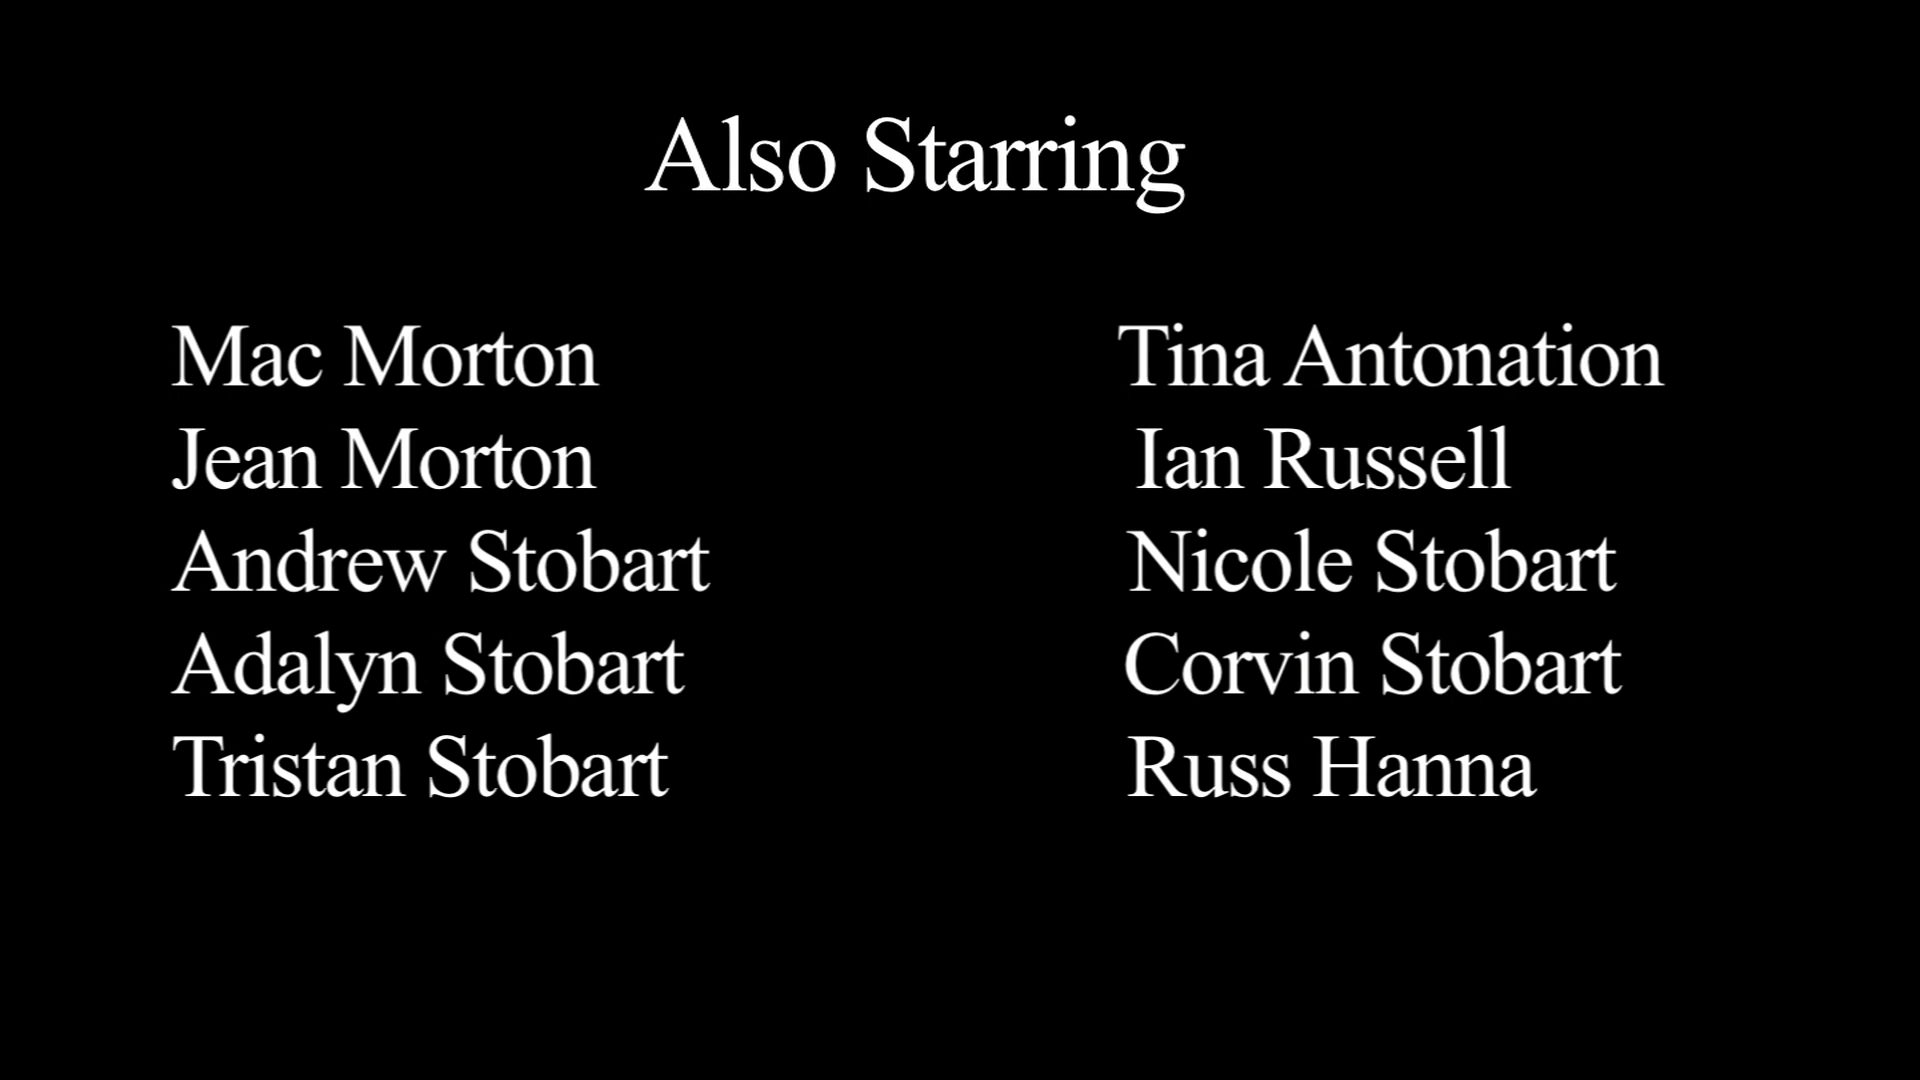 Also Starring
Mac Morton
Jean Morton
Andrew Stobart
Adalyn Stobart
Tristan Stobart
Tina Antonation
Ian Russell
Nicole Stobart
Corvin Stobart
Russ Hanna